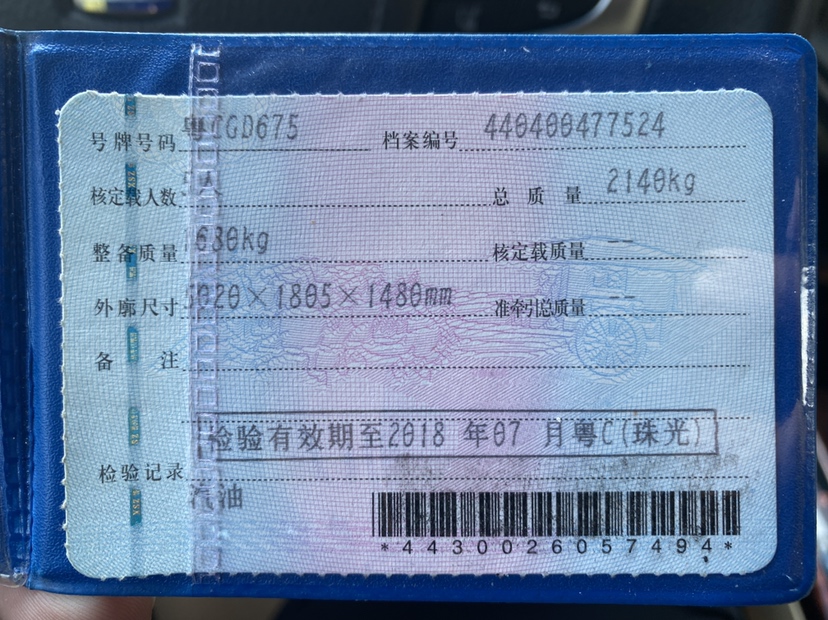 号牌号码 粤CGD675 档案编号 440400477524
核定载人数 5人 总质量 2140kg
整备质量 1680kg 核定载质量 --
外廓尺寸 5020×1805×1480mm 准牵引总质量 --
备注
检验有效期至2018年07月粤C(珠光)
检验记录
汽油
*4430026057494*